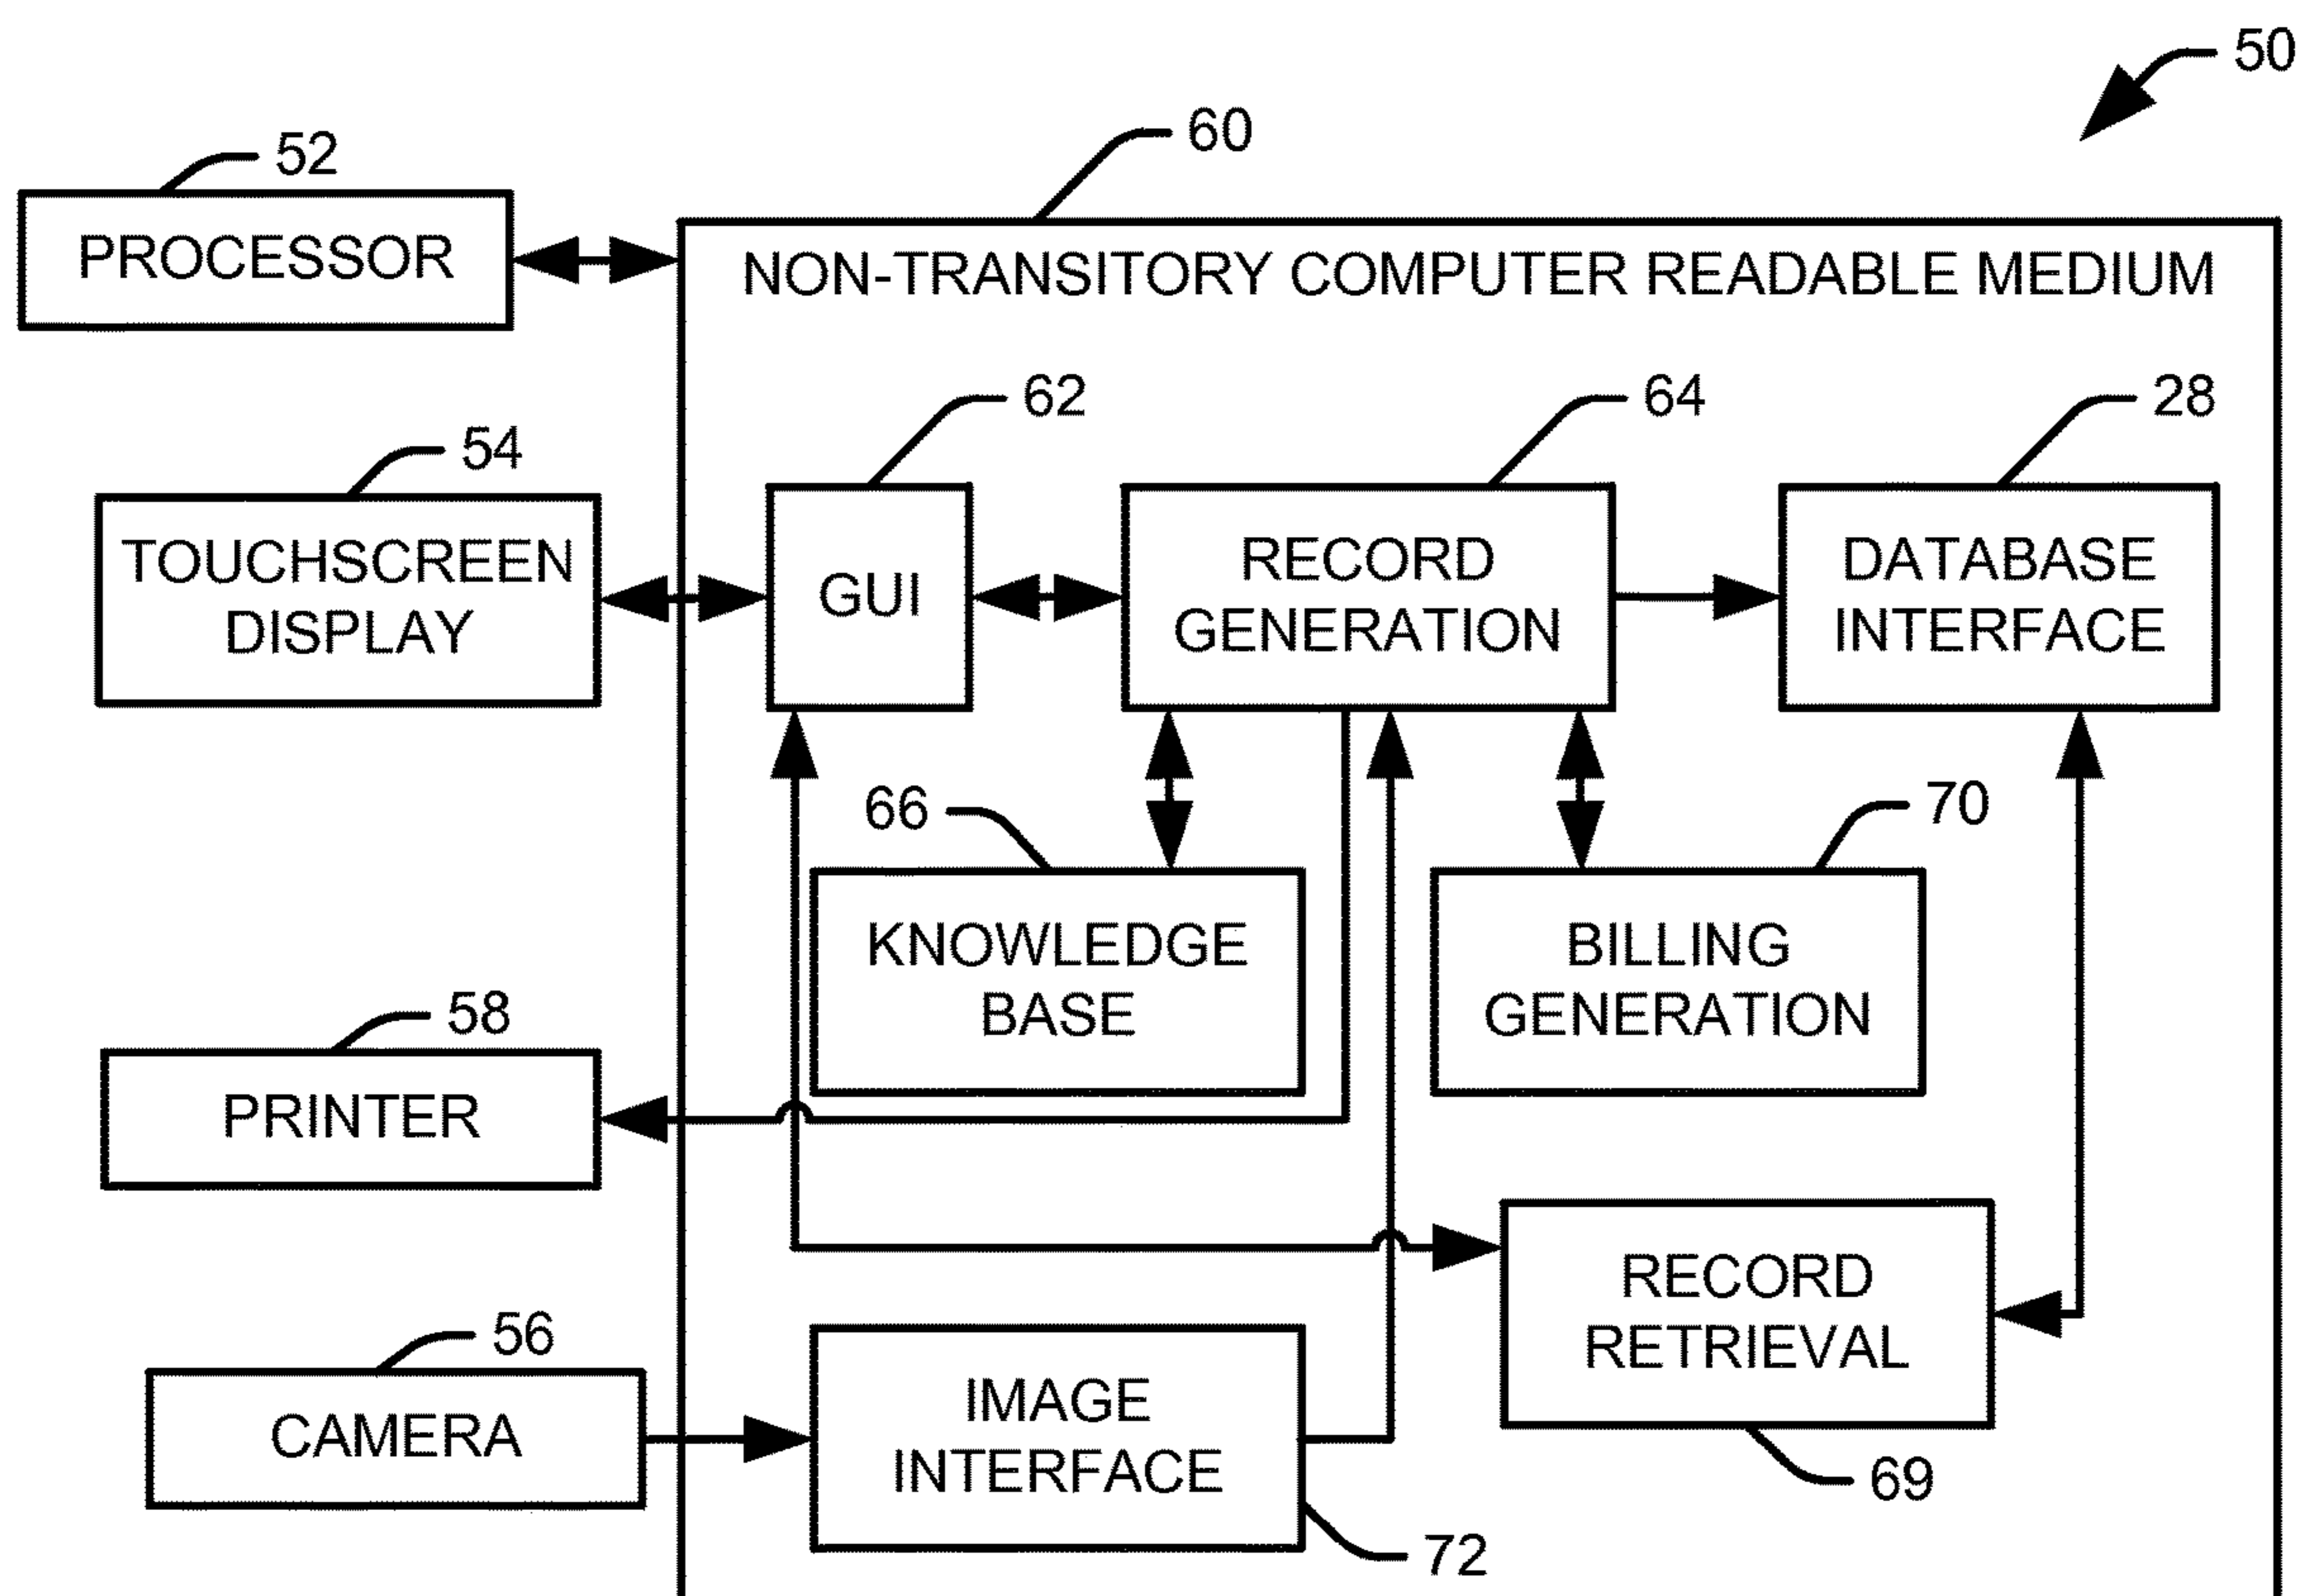 50
60
52
PROCESSOR
NON-TRANSITORY COMPUTER READABLE MEDIUM
62
64
28
54
TOUCHSCREEN
DISPLAY
GUI
RECORD
GENERATION
DATABASE
INTERFACE
66
70
KNOWLEDGE
BASE
BILLING
GENERATION
58
PRINTER
RECORD
RETRIEVAL
56
CAMERA
IMAGE
INTERFACE
69
72